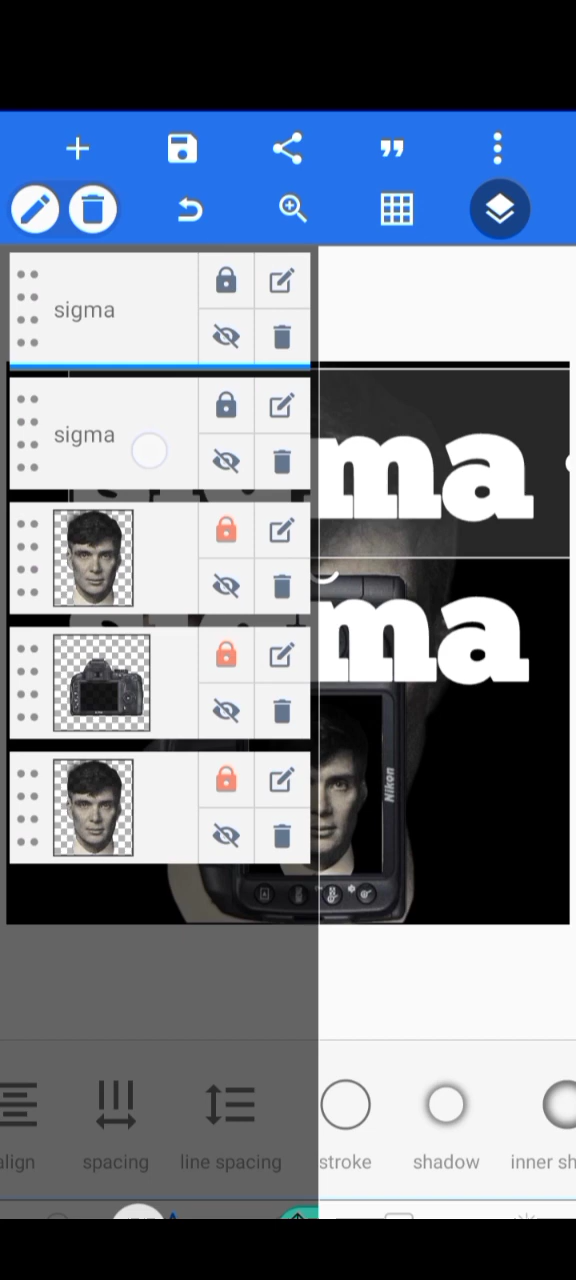 sigma
sigma
ma
ma
Nikon
align
spacing
line spacing
stroke
shadow
inner sh